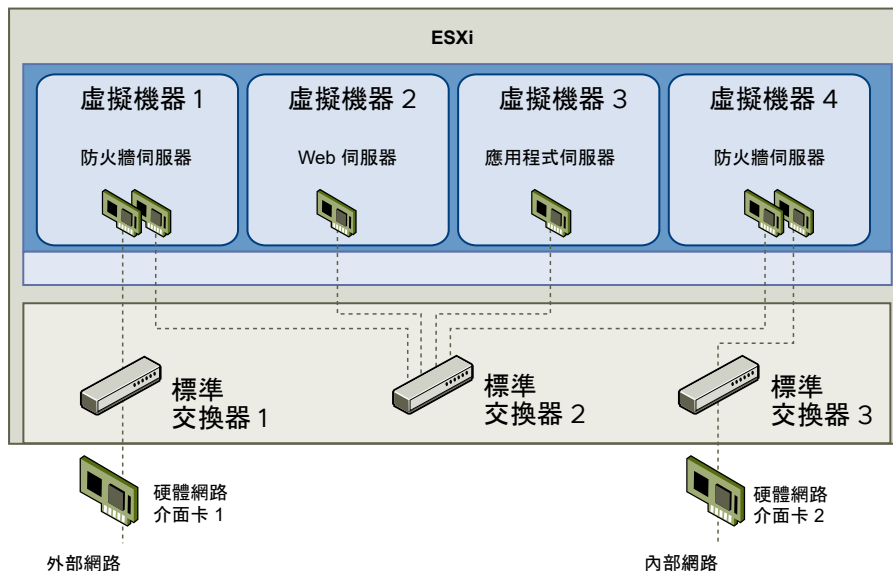 ESXi
虛擬機器 1
虛擬機器 2
虛擬機器 3
虛擬機器 4
防火牆伺服器
Web 伺服器
應用程式伺服器
防火牆伺服器
標準
交換器 1
標準
交換器 2
標準
交換器 3
硬體網路
介面卡 1
硬體網路
介面卡 2
外部網路
內部網路